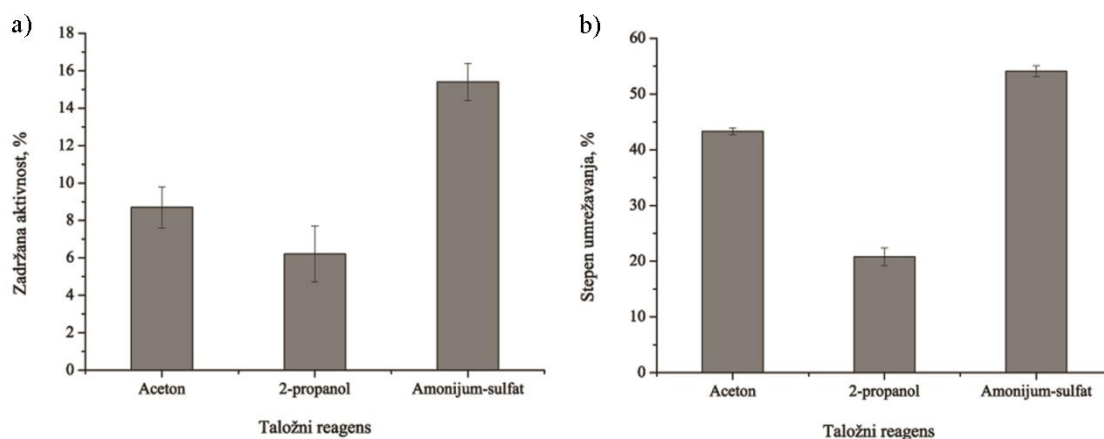 a)
Zadržana aktivnost, %
18
16
14
12
10
8
6
4
2
0
Aceton
2-propanol
Amonijum-sulfat
Taložni reagens
b)
Stepen umrežavanja, %
60
50
40
30
20
10
0
Aceton
2-propanol
Amonijum-sulfat
Taložni reagens